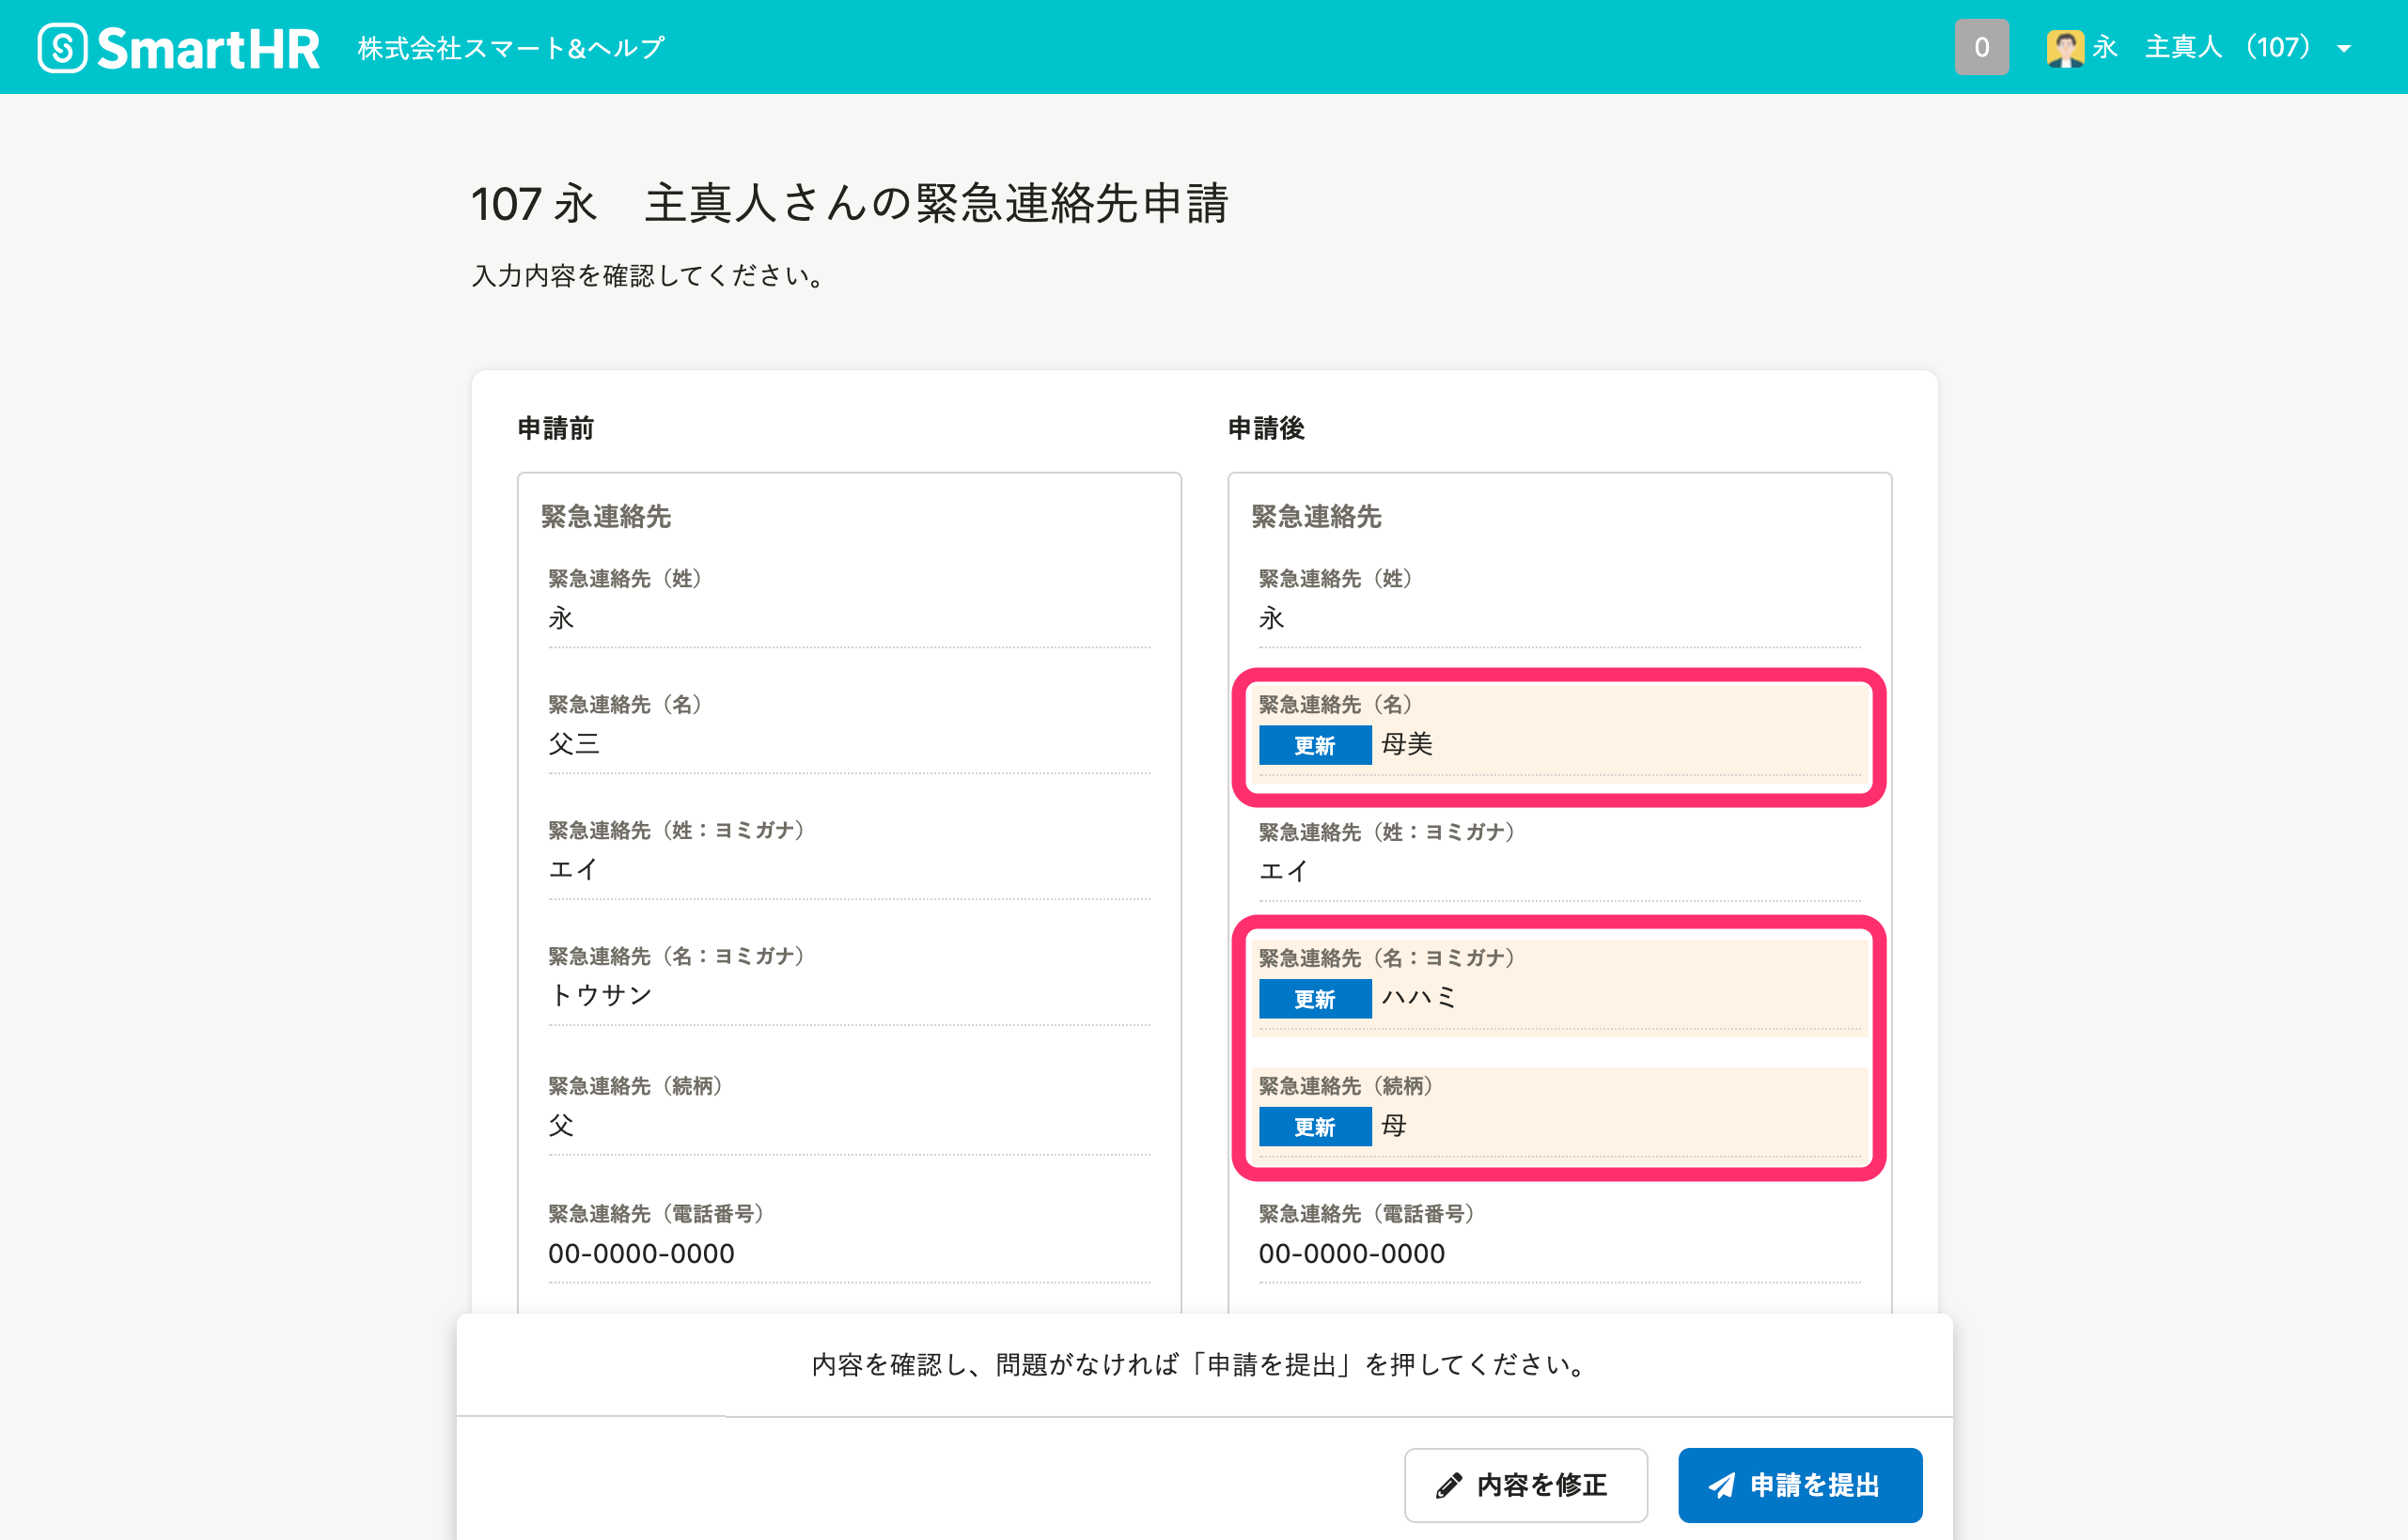 SmartHR 株式会社スマート&ヘルプ 0 永　主真人 （107）
107 永　主真人さんの緊急連絡先申請
入力内容を確認してください。
申請前
緊急連絡先
緊急連絡先（姓）
永
緊急連絡先（名）
父三
緊急連絡先（姓：ヨミガナ）
エイ
緊急連絡先（名：ヨミガナ）
トウサン
緊急連絡先（続柄）
父
緊急連絡先（電話番号）
00-0000-0000
申請後
緊急連絡先
緊急連絡先（姓）
永
緊急連絡先（名）
更新 母美
緊急連絡先（姓：ヨミガナ）
エイ
緊急連絡先（名：ヨミガナ）
更新 ハハミ
緊急連絡先（続柄）
更新 母
緊急連絡先（電話番号）
00-0000-0000
内容を確認し、問題がなければ「申請を提出」を押してください。
内容を修正 申請を提出